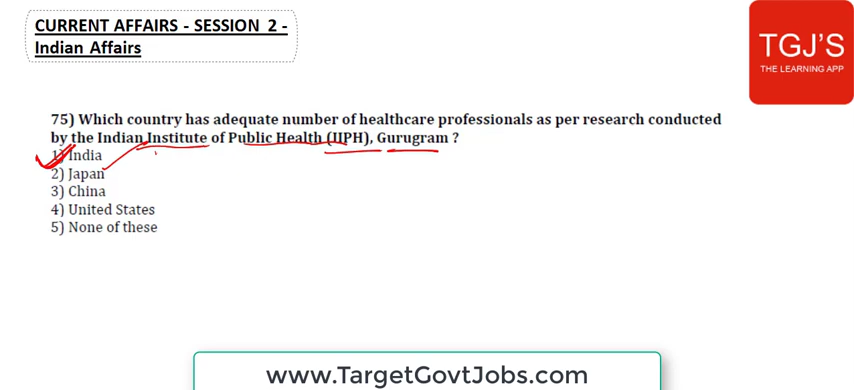 CURRENT AFFAIRS - SESSION 2 -
Indian Affairs
TGJ'S
THE LEARNING APP
75) Which country has adequate number of healthcare professionals as per research conducted
by the Indian Institute of Public Health (IIPH), Gurugram ?
1) India
2) Japan
3) China
4) United States
5) None of these
www.TargetGovtJobs.com